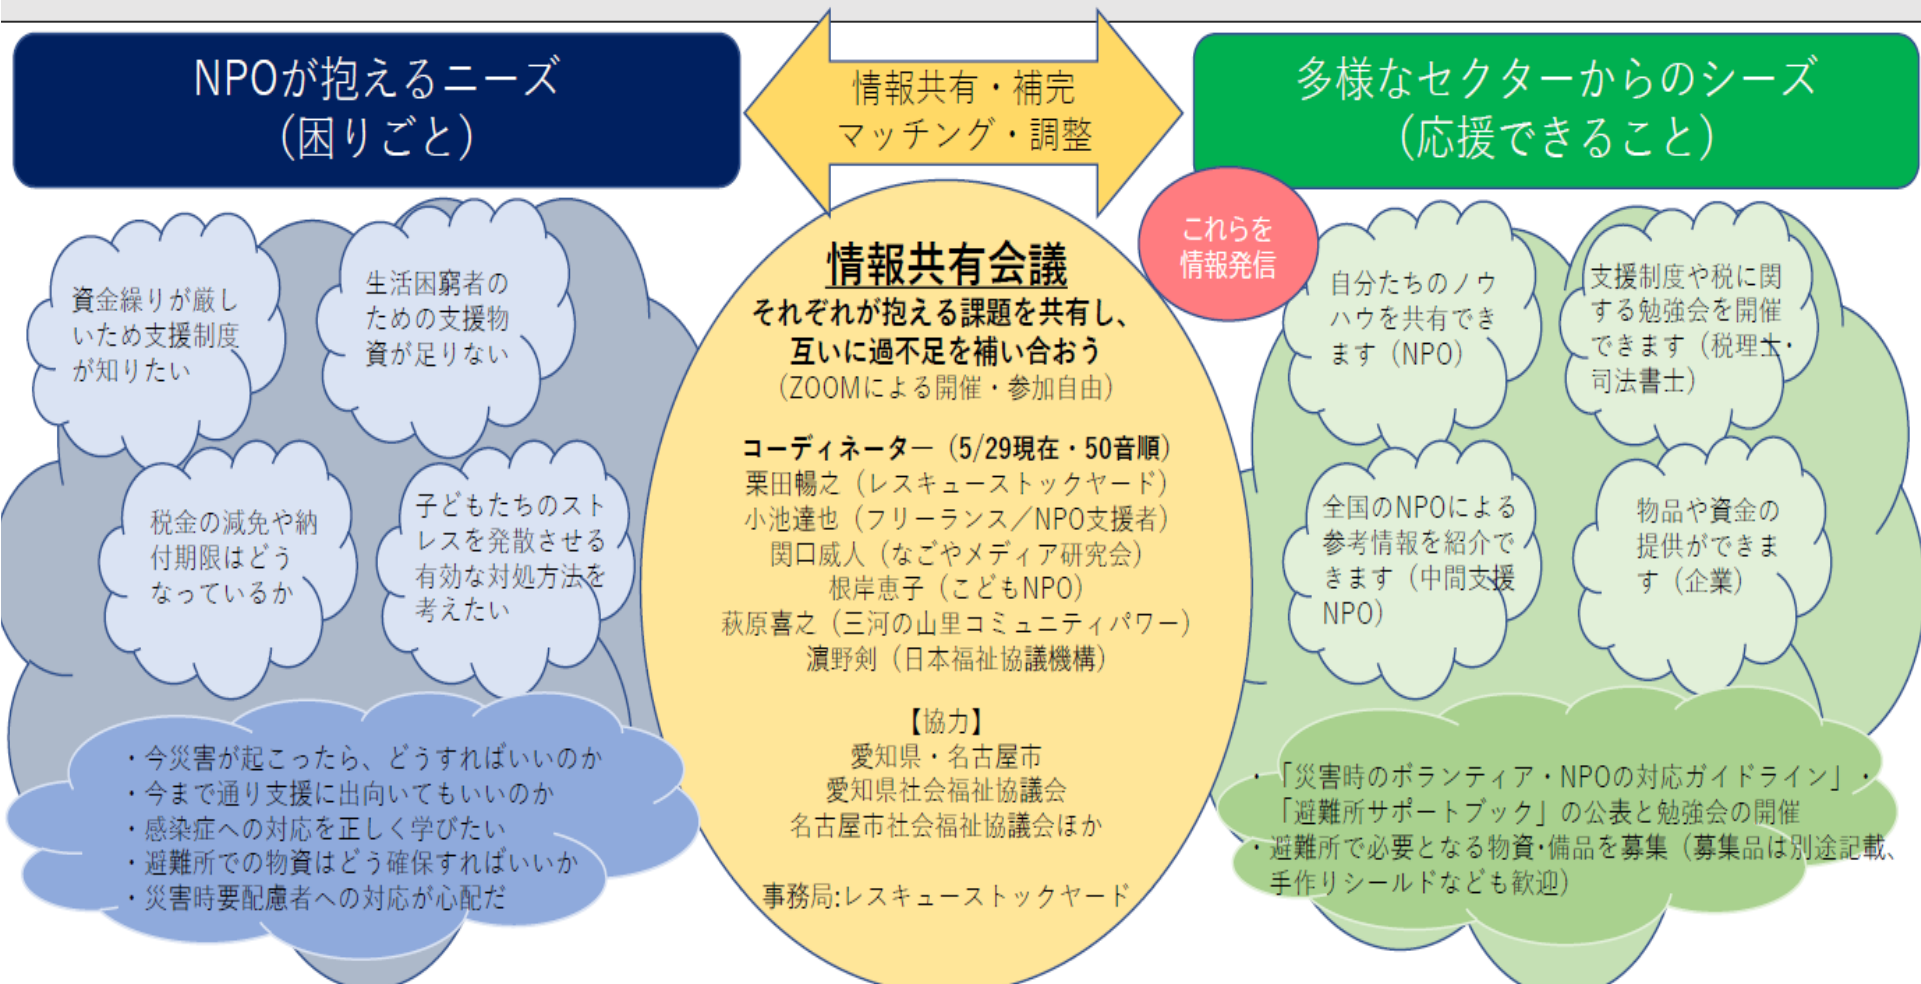 NPOが抱えるニーズ
(困りごと)
情報共有・補完
マッチング・調整
多様なセクターからのシーズ
(応援できること)
これらを
情報発信
資金繰りが厳し
いため支援制度
が知りたい
生活困窮者の
ための支援物
資が足りない
税金の減免や納
付期限はどう
なっているか
子どもたちのスト
レスを発散させる
有効な対処方法を
考えたい
・今災害が起こったら、どうすればいいのか
・今まで通り支援に出向いてもいいのか
・感染症への対応を正しく学びたい
・避難所での物資はどう確保すればいいか
・災害時要配慮者への対応が心配だ
情報共有会議
それぞれが抱える課題を共有し、
互いに過不足を補い合おう
(ZOOMによる開催・参加自由)
コーディネーター(5/29現在・50音順)
栗田暢之(レスキューストックヤード)
小池達也(フリーランス／NPO支援者)
関口威人(なごやメディア研究会)
根岸恵子(こどもNPO)
萩原喜之(三河の山里コミュニティパワー)
濵野剣(日本福祉協議機構)
【協力】
愛知県・名古屋市
愛知県社会福祉協議会
名古屋市社会福祉協議会ほか
事務局:レスキューストックヤード
自分たちのノウ
ハウを共有でき
ます(NPO)
支援制度や税に関
する勉強会を開催
できます(税理士・
司法書士)
全国のNPOによる
参考情報を紹介で
きます(中間支援
NPO)
物品や資金の
提供ができま
す(企業)
・「災害時のボランティア・NPOの対応ガイドライン」・
「避難所サポートブック」の公表と勉強会の開催
・避難所で必要となる物資・備品を募集(募集品は別途記載、
手作りシールドなども歓迎)